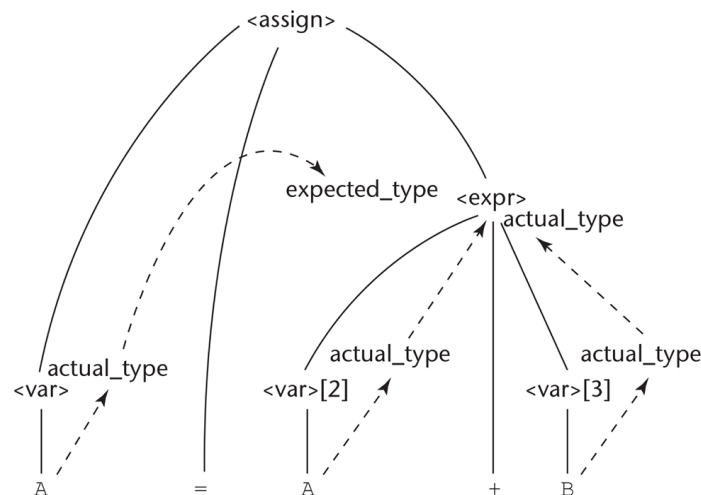 <assign>
expected_type
<expr>
actual_type
actual_type
actual_type
actual_type
<var>
<var>[2]
<var>[3]
A
=
A
+
B